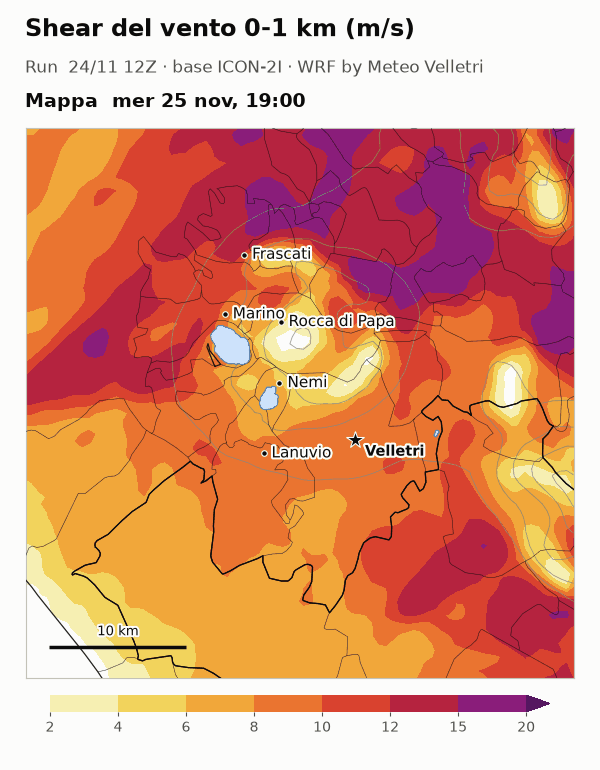 Shear del vento 0-1 km (m/s)
Run  24/11 12Z · base ICON-2I · WRF by Meteo Velletri
Mappa  mer 25 nov, 19:00
Frascati
Marino
Rocca di Papa
Nemi
Velletri
Lanuvio
10 km
2 4 6 8 10 12 15 20